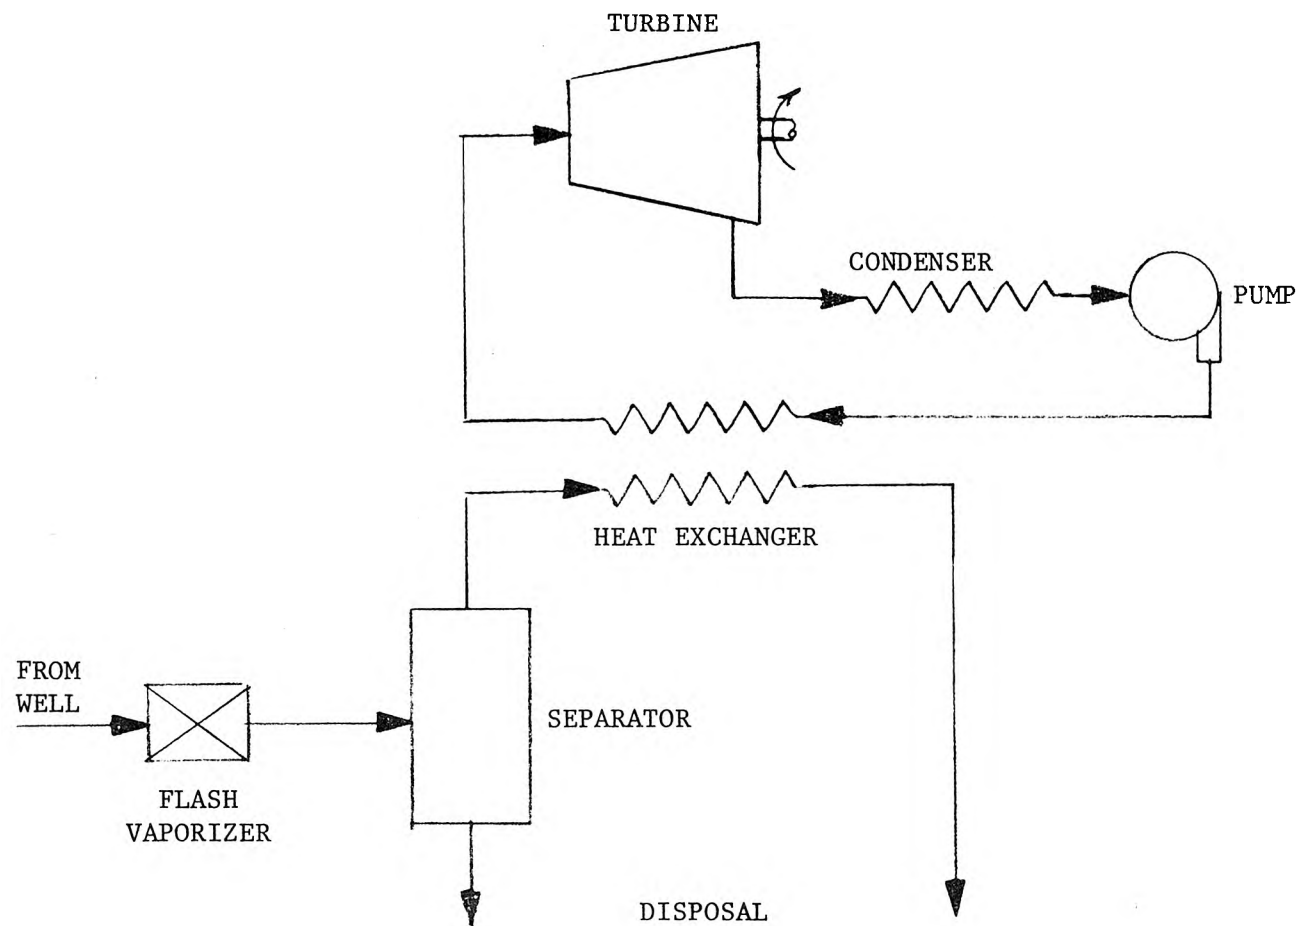 TURBINE
CONDENSER
PUMP
HEAT EXCHANGER
FROM
WELL
SEPARATOR
FLASH
VAPORIZER
DISPOSAL